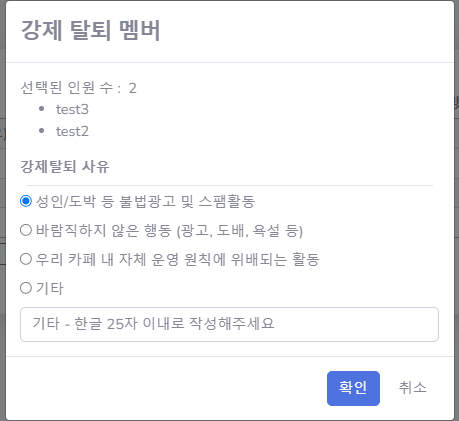 강제 탈퇴 멤버
선택된 인원 수 : 2
test3
test2
강제탈퇴 사유
성인/도박 등 불법광고 및 스팸활동
바람직하지 않은 행동 (광고, 도배, 욕설 등)
우리 카페 내 자체 운영 원칙에 위배되는 활동
기타
기타 - 한글 25자 이내로 작성해주세요
확인 취소